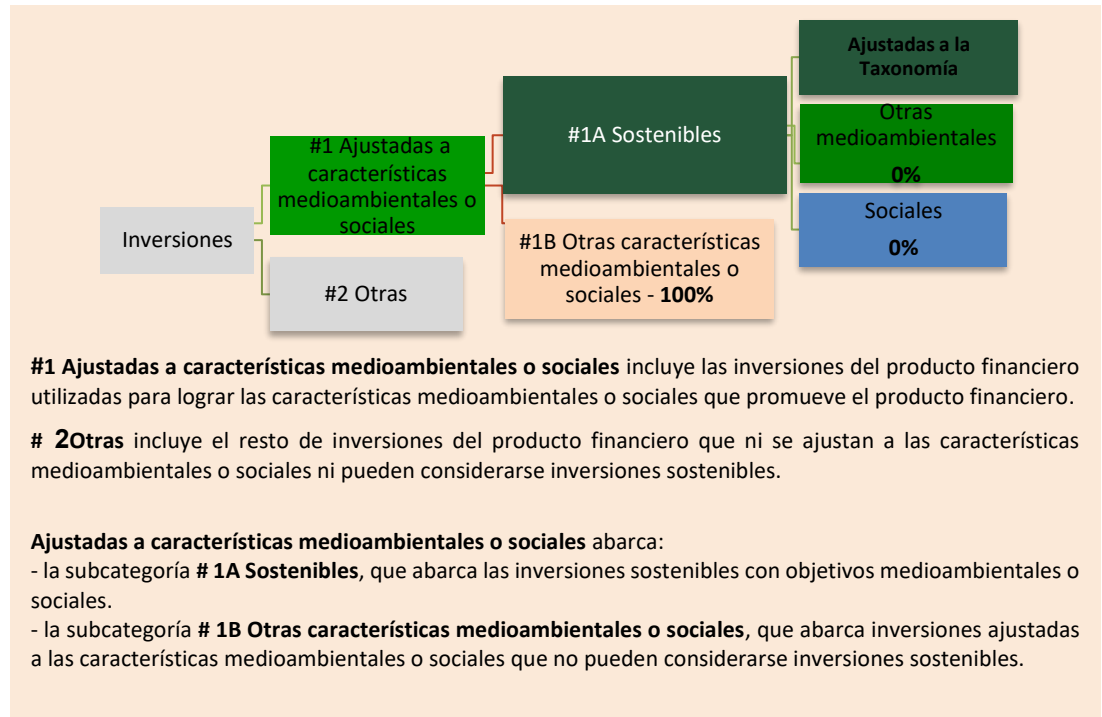 Ajustadas a la
Taxonomía
#1A Sostenibles
Otras
medioambientales
0%
#1 Ajustadas a
características
medioambientales o
sociales
Sociales
0%
Inversiones
#1B Otras características
medioambientales o
sociales - 100%
#2 Otras
#1 Ajustadas a características medioambientales o sociales incluye las inversiones del producto financiero
utilizadas para lograr las características medioambientales o sociales que promueve el producto financiero.
# 2Otras incluye el resto de inversiones del producto financiero que ni se ajustan a las características
medioambientales o sociales ni pueden considerarse inversiones sostenibles.
Ajustadas a características medioambientales o sociales abarca:
- la subcategoría # 1A Sostenibles, que abarca las inversiones sostenibles con objetivos medioambientales o
sociales.
- la subcategoría # 1B Otras características medioambientales o sociales, que abarca inversiones ajustadas
a las características medioambientales o sociales que no pueden considerarse inversiones sostenibles.